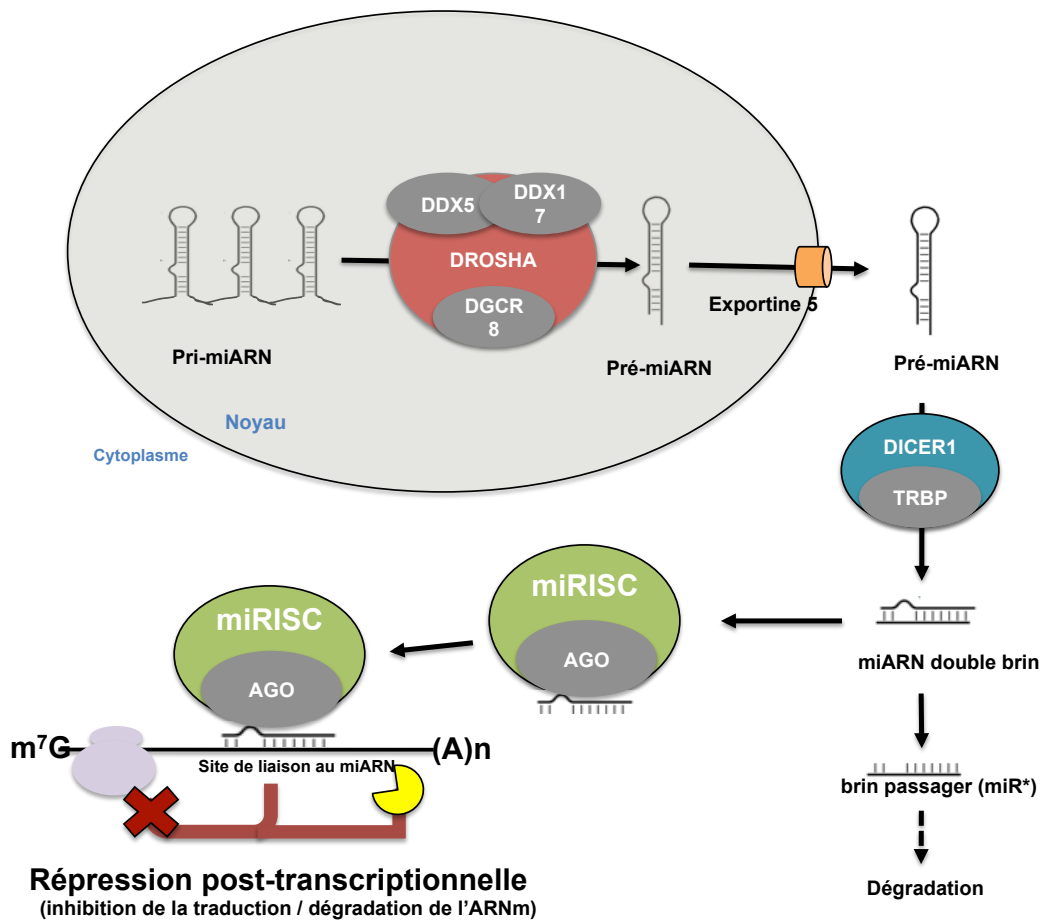 DDX5
DDX1
7
DROSHA
DGCR
8
Exportine 5
Pri-miARN
Pré-miARN
Pré-miARN
Noyau
Cytoplasme
DICER1
TRBP
miRISC
AGO
miRISC
AGO
miARN double brin
m⁷G
(A)n
Site de liaison au miARN
brin passager (miR*)
Répression post-transcriptionnelle
(inhibition de la traduction / dégradation de l'ARNm)
Dégradation